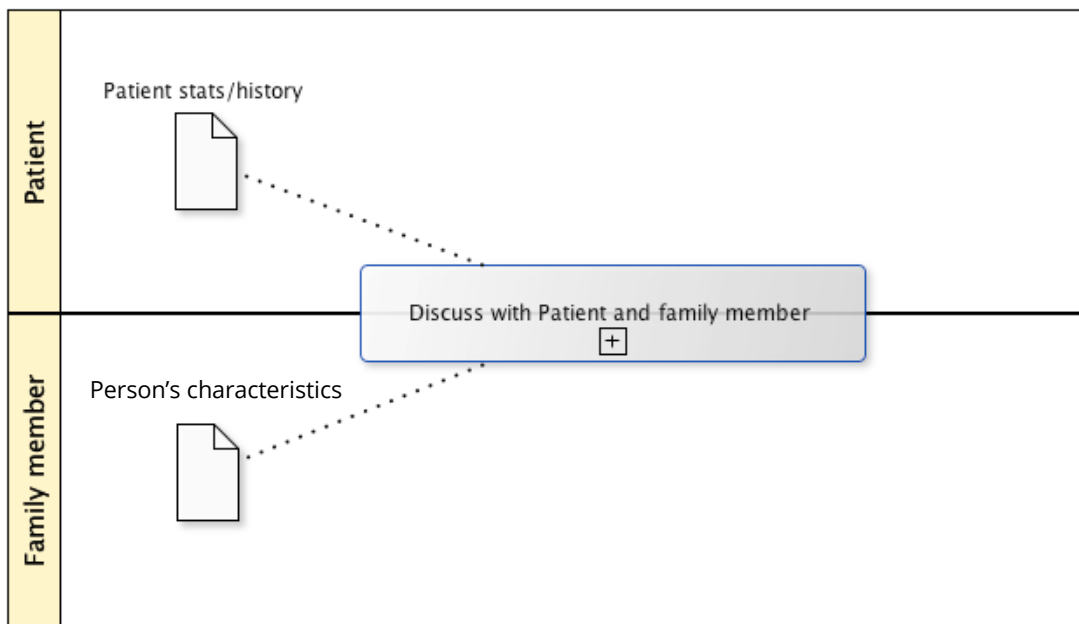 Patient
Patient stats/history
Discuss with Patient and family member
Family member
Person’s characteristics